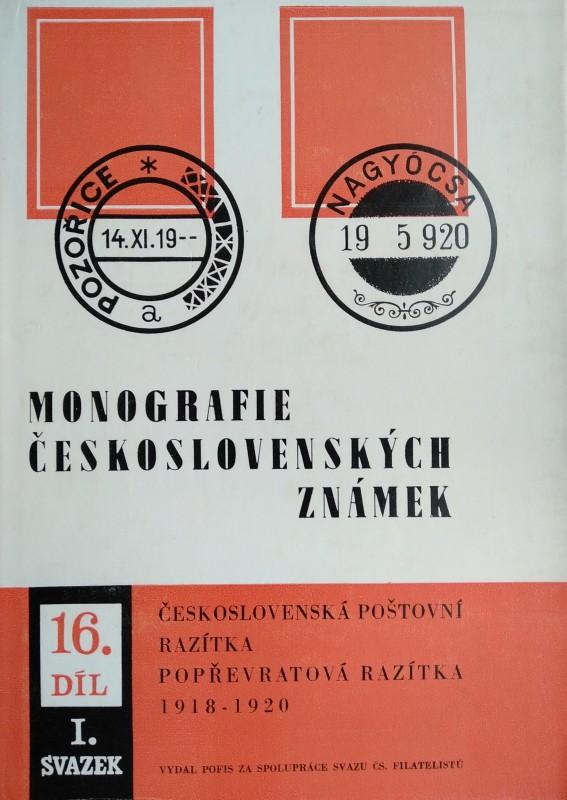 POZOŘICE *
14.XI.19--
a
NAGYÓCSA
19 5 920
MONOGRAFIE
ČESKOSLOVENSKÝCH
ZNÁMEK
16.
DÍL
I.
SVAZEK
ČESKOSLOVENSKÁ POŠTOVNÍ
RAZÍTKA
POPŘEVRATOVÁ RAZÍTKA
1918-1920
VYDAL POFIS ZA SPOLUPRÁCE SVAZU ČS. FILATELISTŮ